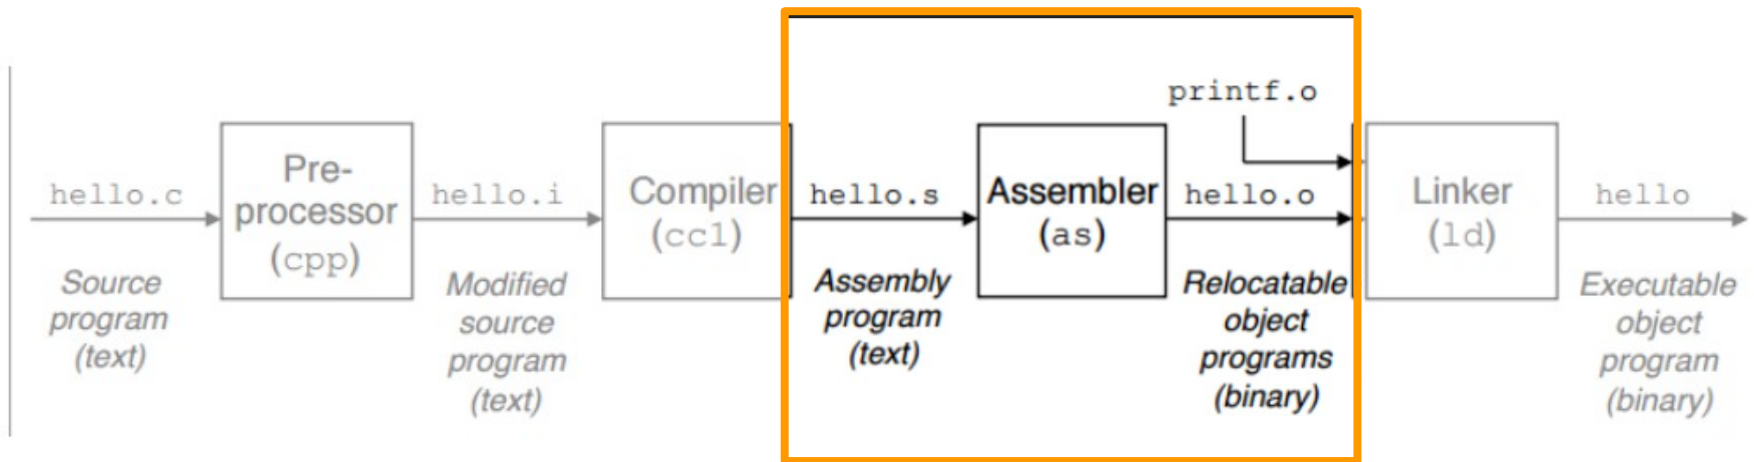 hello.c
Source
program
(text)
Pre-
processor
(cpp)
hello.i
Modified
source
program
(text)
Compiler
(cc1)
hello.s
Assembly
program
(text)
Assembler
(as)
printf.o
hello.o
Relocatable
object
programs
(binary)
Linker
(ld)
hello
Executable
object
program
(binary)